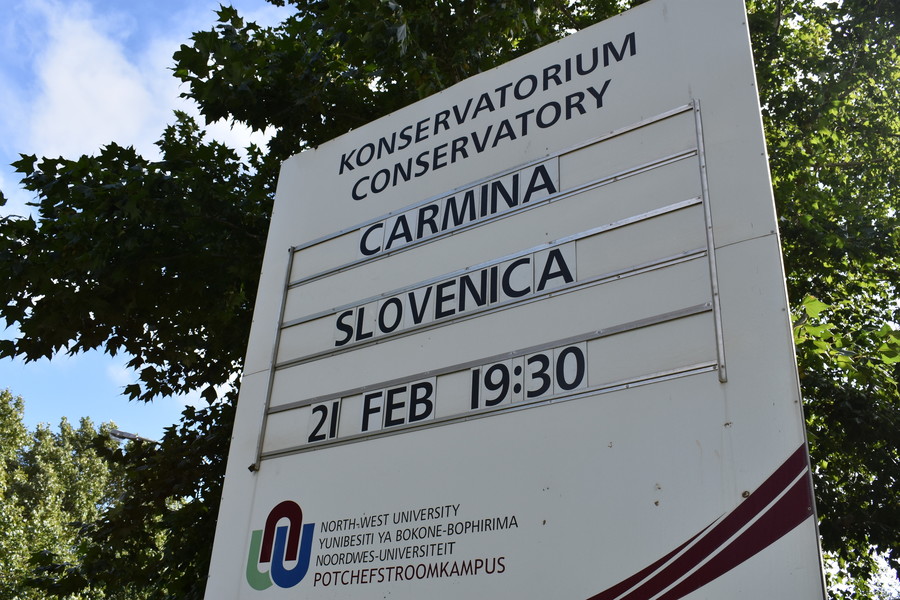 KONSERVATORIUM
CONSERVATORY
CARMINA
SLOVENICA
21 FEB 19:30
NORTH-WEST UNIVERSITY
YUNIBESITI YA BOKONE-BOPHIRIMA
NOORDWES-UNIVERSITEIT
POTCHEFSTROOMKAMPUS